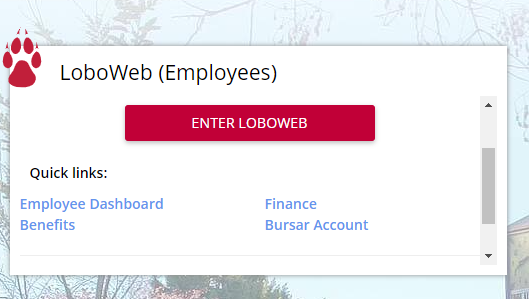 LoboWeb (Employees)
ENTER LOBOWEB
Quick links:
Employee Dashboard Finance
Benefits Bursar Account